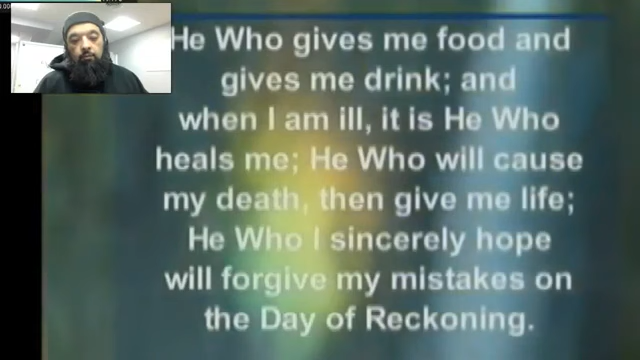 He Who gives me food and
gives me drink; and
when I am ill, it is He Who
heals me; He Who will cause
my death, then give me life;
He Who I sincerely hope
will forgive my mistakes on
the Day of Reckoning.